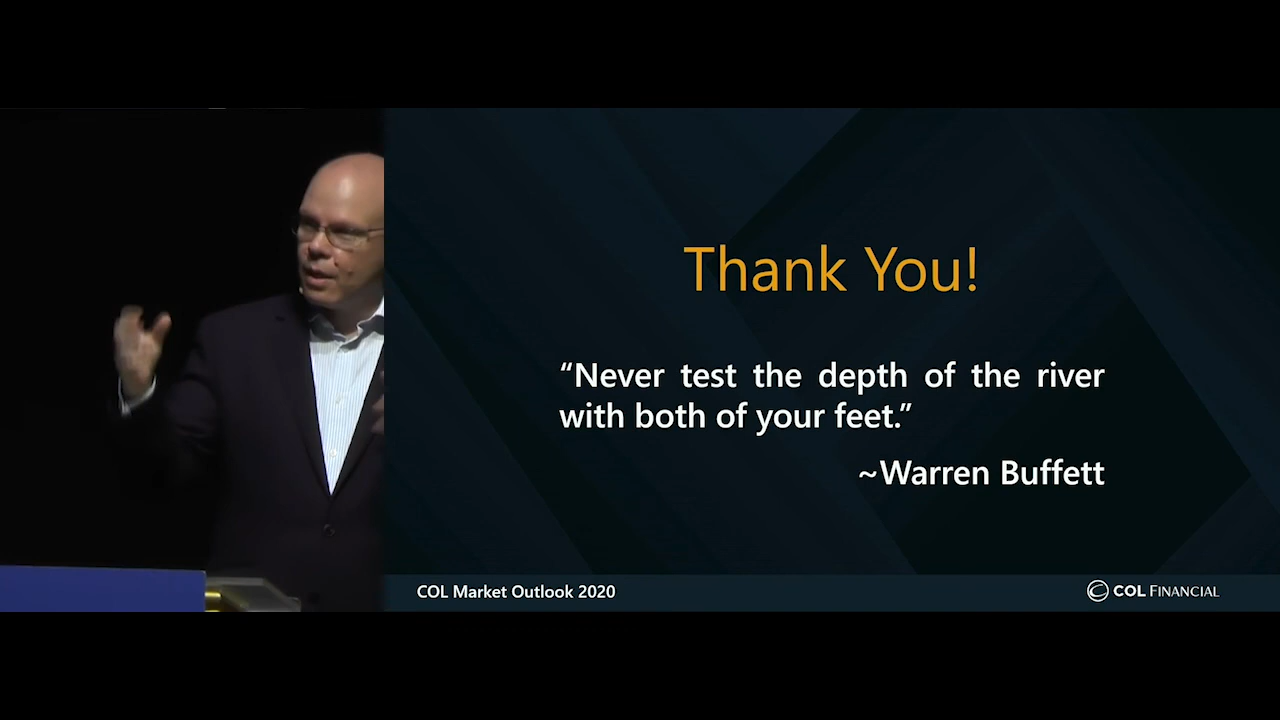 Thank You!
“Never test the depth of the river
with both of your feet.”
~Warren Buffett
COL Market Outlook 2020
COL FINANCIAL